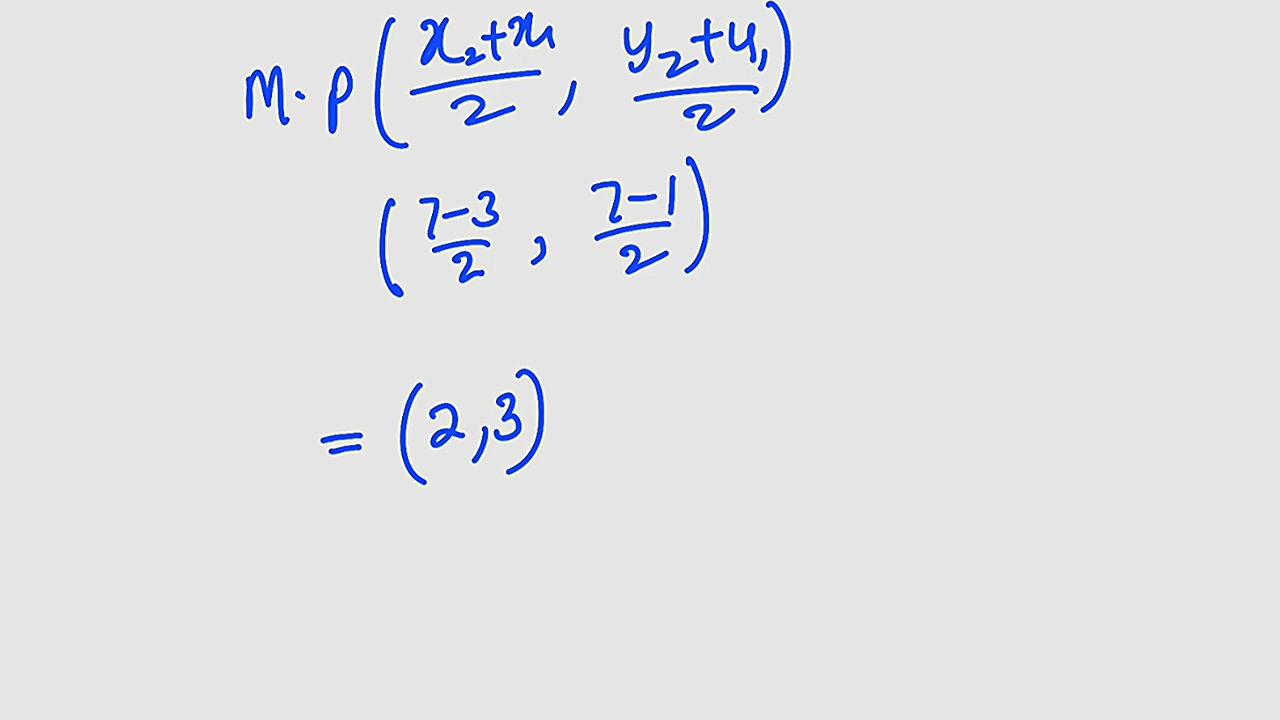 M.P(x₂+x₁/2, y₂+y₁/2)
(7-3/2, 7-1/2)
= (2,3)